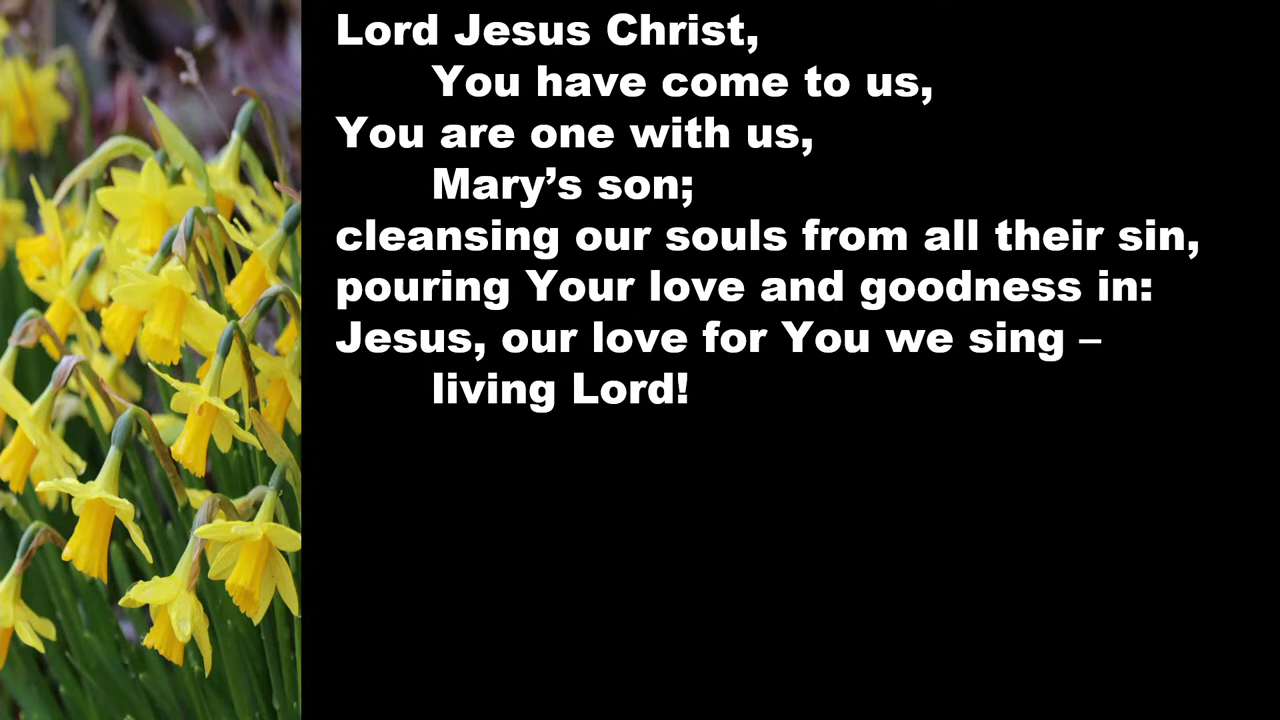 Lord Jesus Christ,
You have come to us,
You are one with us,
Mary’s son;
cleansing our souls from all their sin,
pouring Your love and goodness in:
Jesus, our love for You we sing –
living Lord!